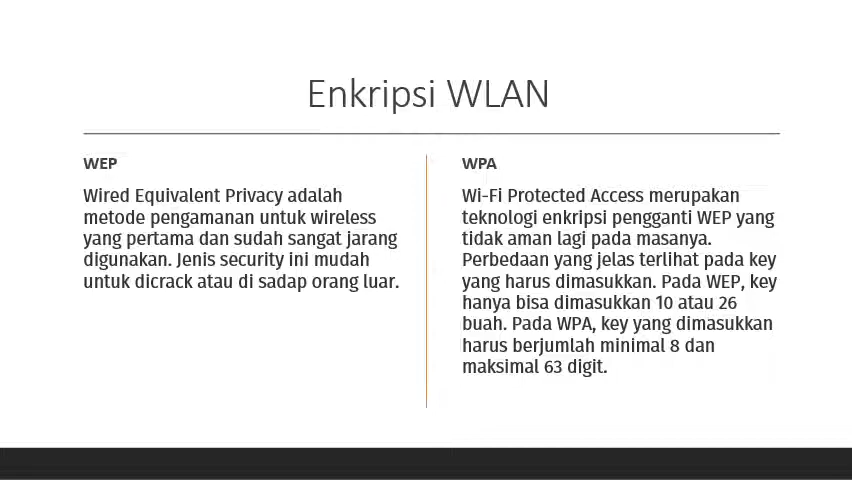 Enkripsi WLAN
WEP
Wired Equivalent Privacy adalah
metode pengamanan untuk wireless
yang pertama dan sudah sangat jarang
digunakan. Jenis security ini mudah
untuk dicrack atau di sadap orang luar.
WPA
Wi-Fi Protected Access merupakan
teknologi enkripsi pengganti WEP yang
tidak aman lagi pada masanya.
Perbedaan yang jelas terlihat pada key
yang harus dimasukkan. Pada WEP, key
hanya bisa dimasukkan 10 atau 26
buah. Pada WPA, key yang dimasukkan
harus berjumlah minimal 8 dan
maksimal 63 digit.